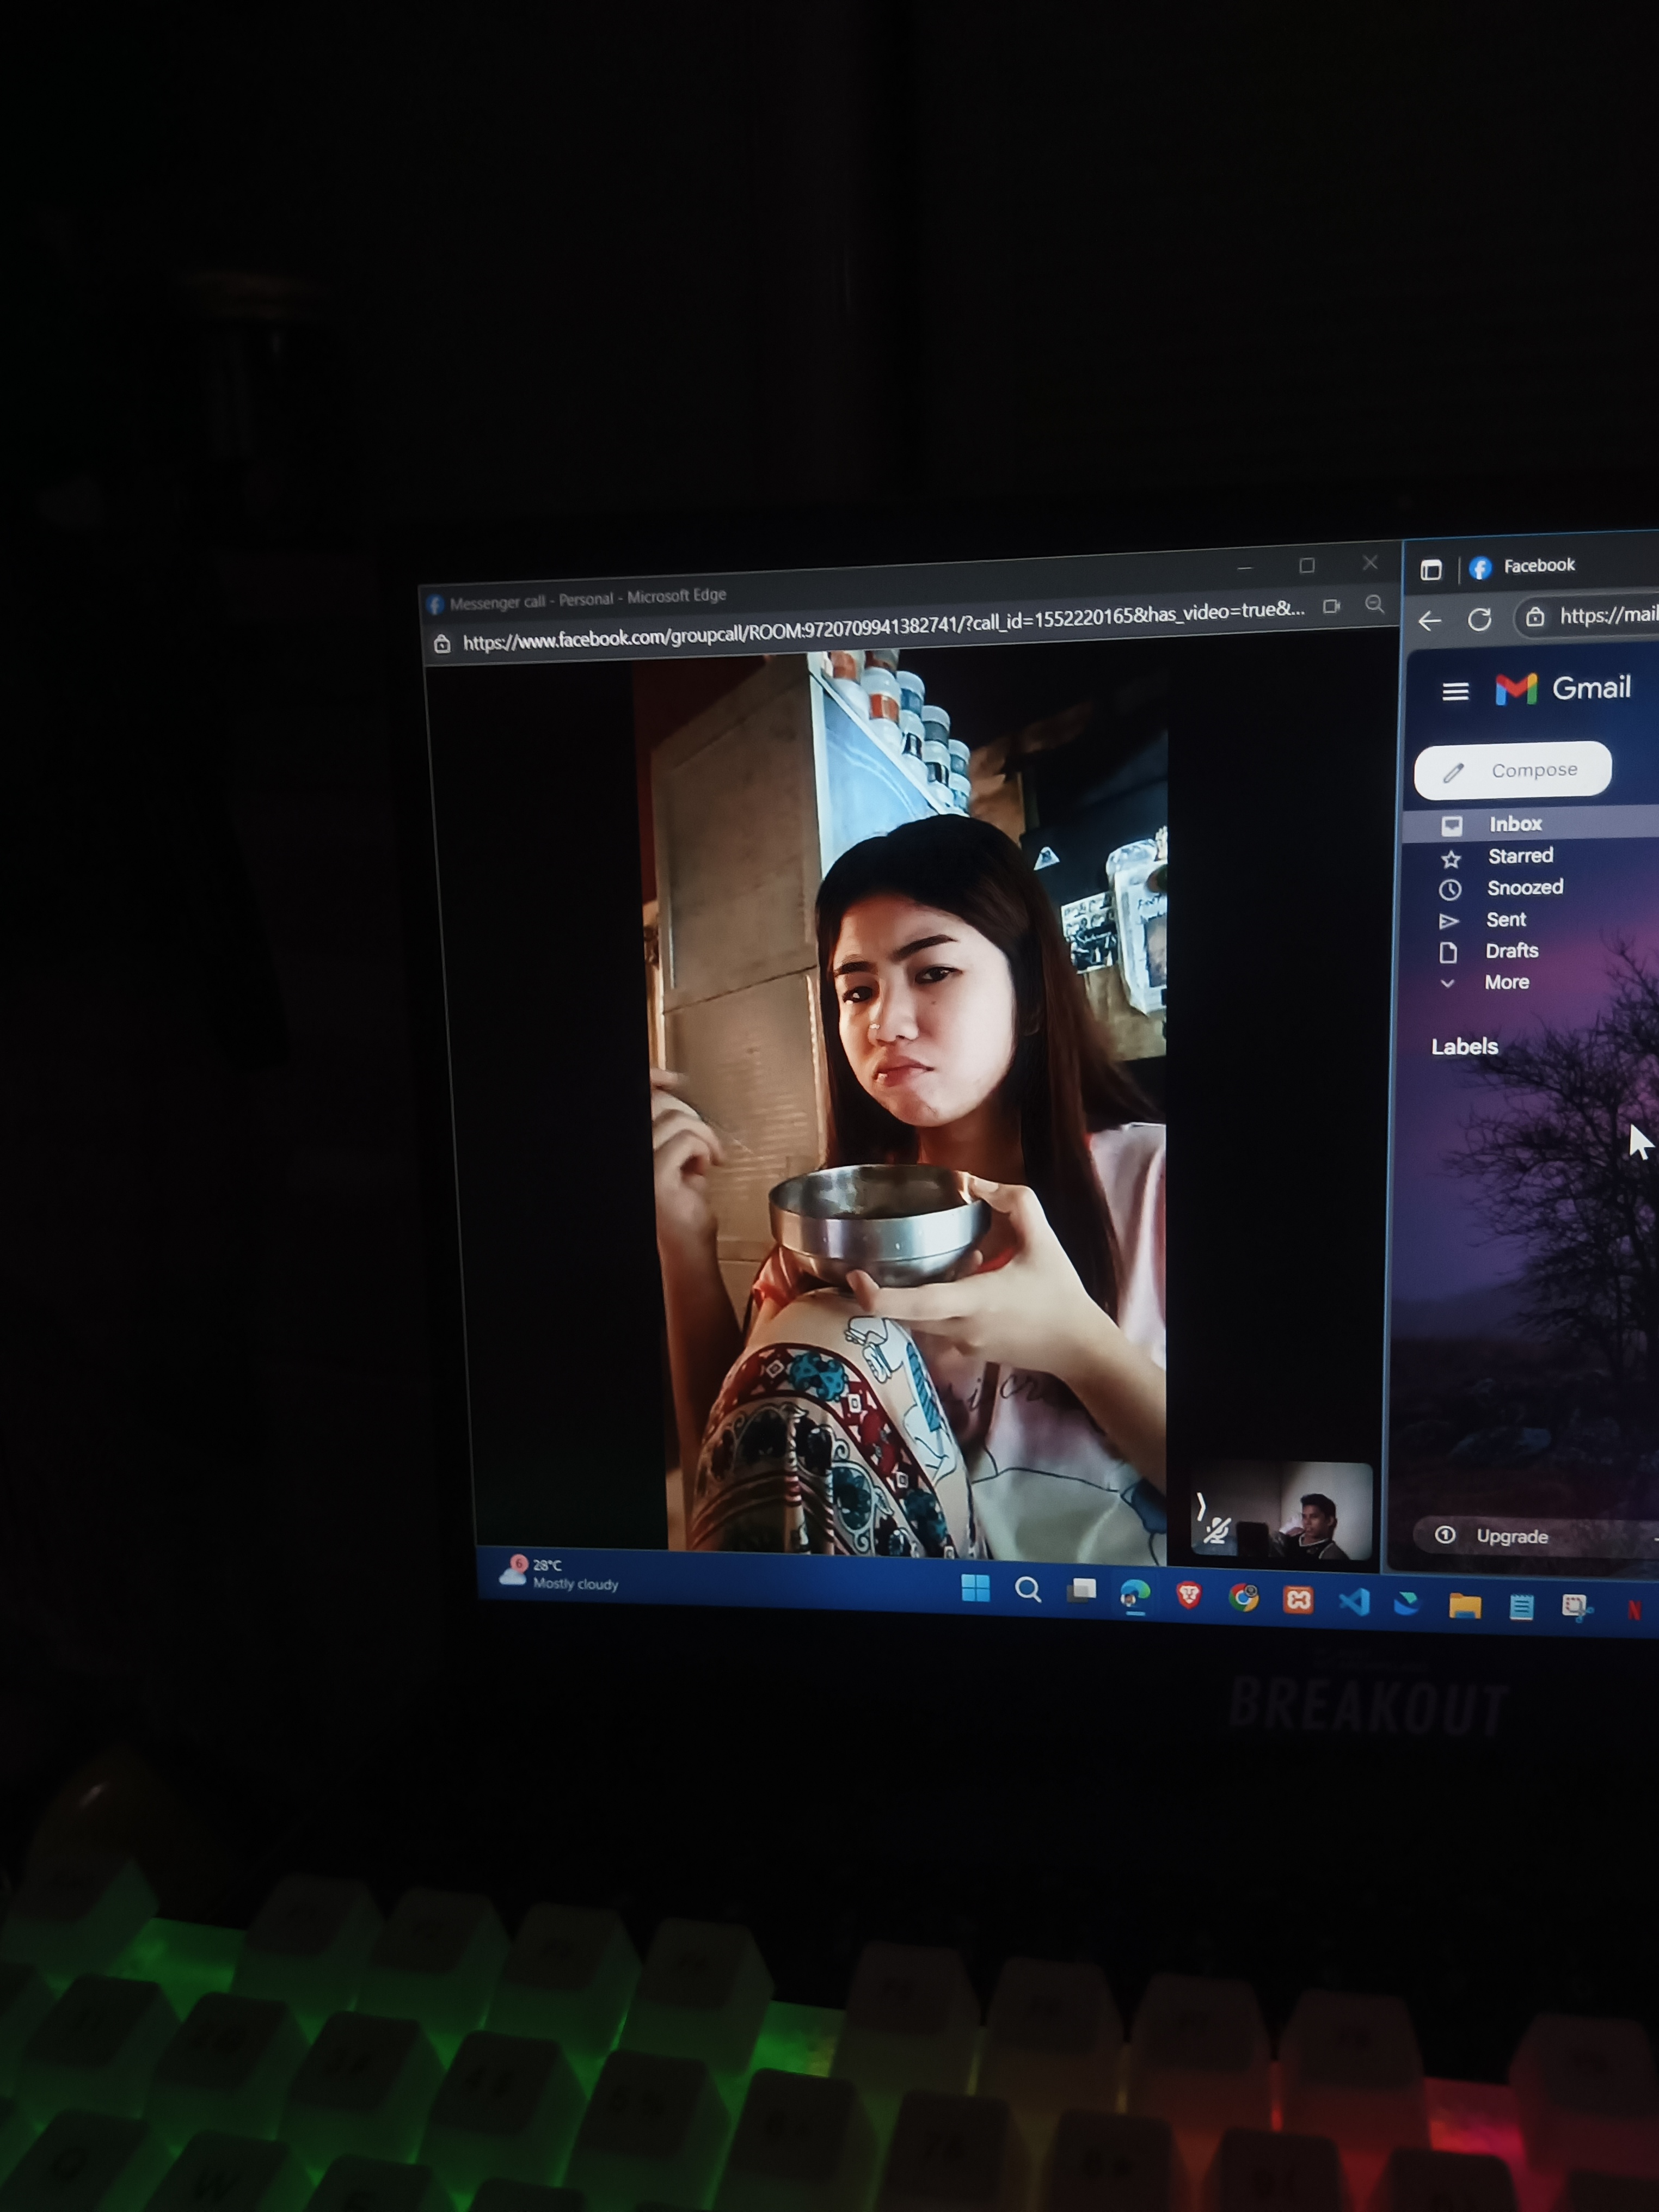 Messenger call - Personal - Microsoft Edge
https://www.facebook.com/groupcall/ROOM:9720709941382741/?call_id=1552220165&has_video=true&...
Facebook
https://mail
Gmail
Compose
Inbox
Starred
Snoozed
Sent
Drafts
More
Labels
Upgrade
6
28°C
Mostly cloudy
BREAKOUT
Q
W